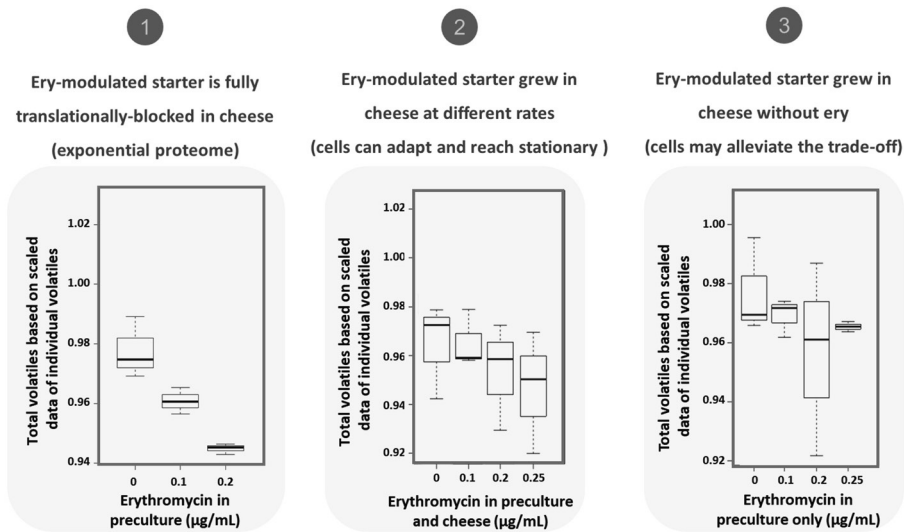 1
Ery-modulated starter is fully
translationally-blocked in cheese
(exponential proteome)
Total volatiles based on scaled
data of individual volatiles
1.02
1.00
0.98
0.96
0.94
0
0.1
0.2
Erythromycin in
preculture (µg/mL)
2
Ery-modulated starter grew in
cheese at different rates
(cells can adapt and reach stationary )
Total volatiles based on scaled
data of individual volatiles
1.02
1.00
0.98
0.96
0.94
0.92
0
0.1
0.2
0.25
Erythromycin in preculture
and cheese (µg/mL)
3
Ery-modulated starter grew in
cheese without ery
(cells may alleviate the trade-off)
Total volatiles based on scaled
data of individual volatiles
1.00
0.98
0.96
0.94
0.92
0
0.1
0.2
0.25
Erythromycin in
preculture only (µg/mL)